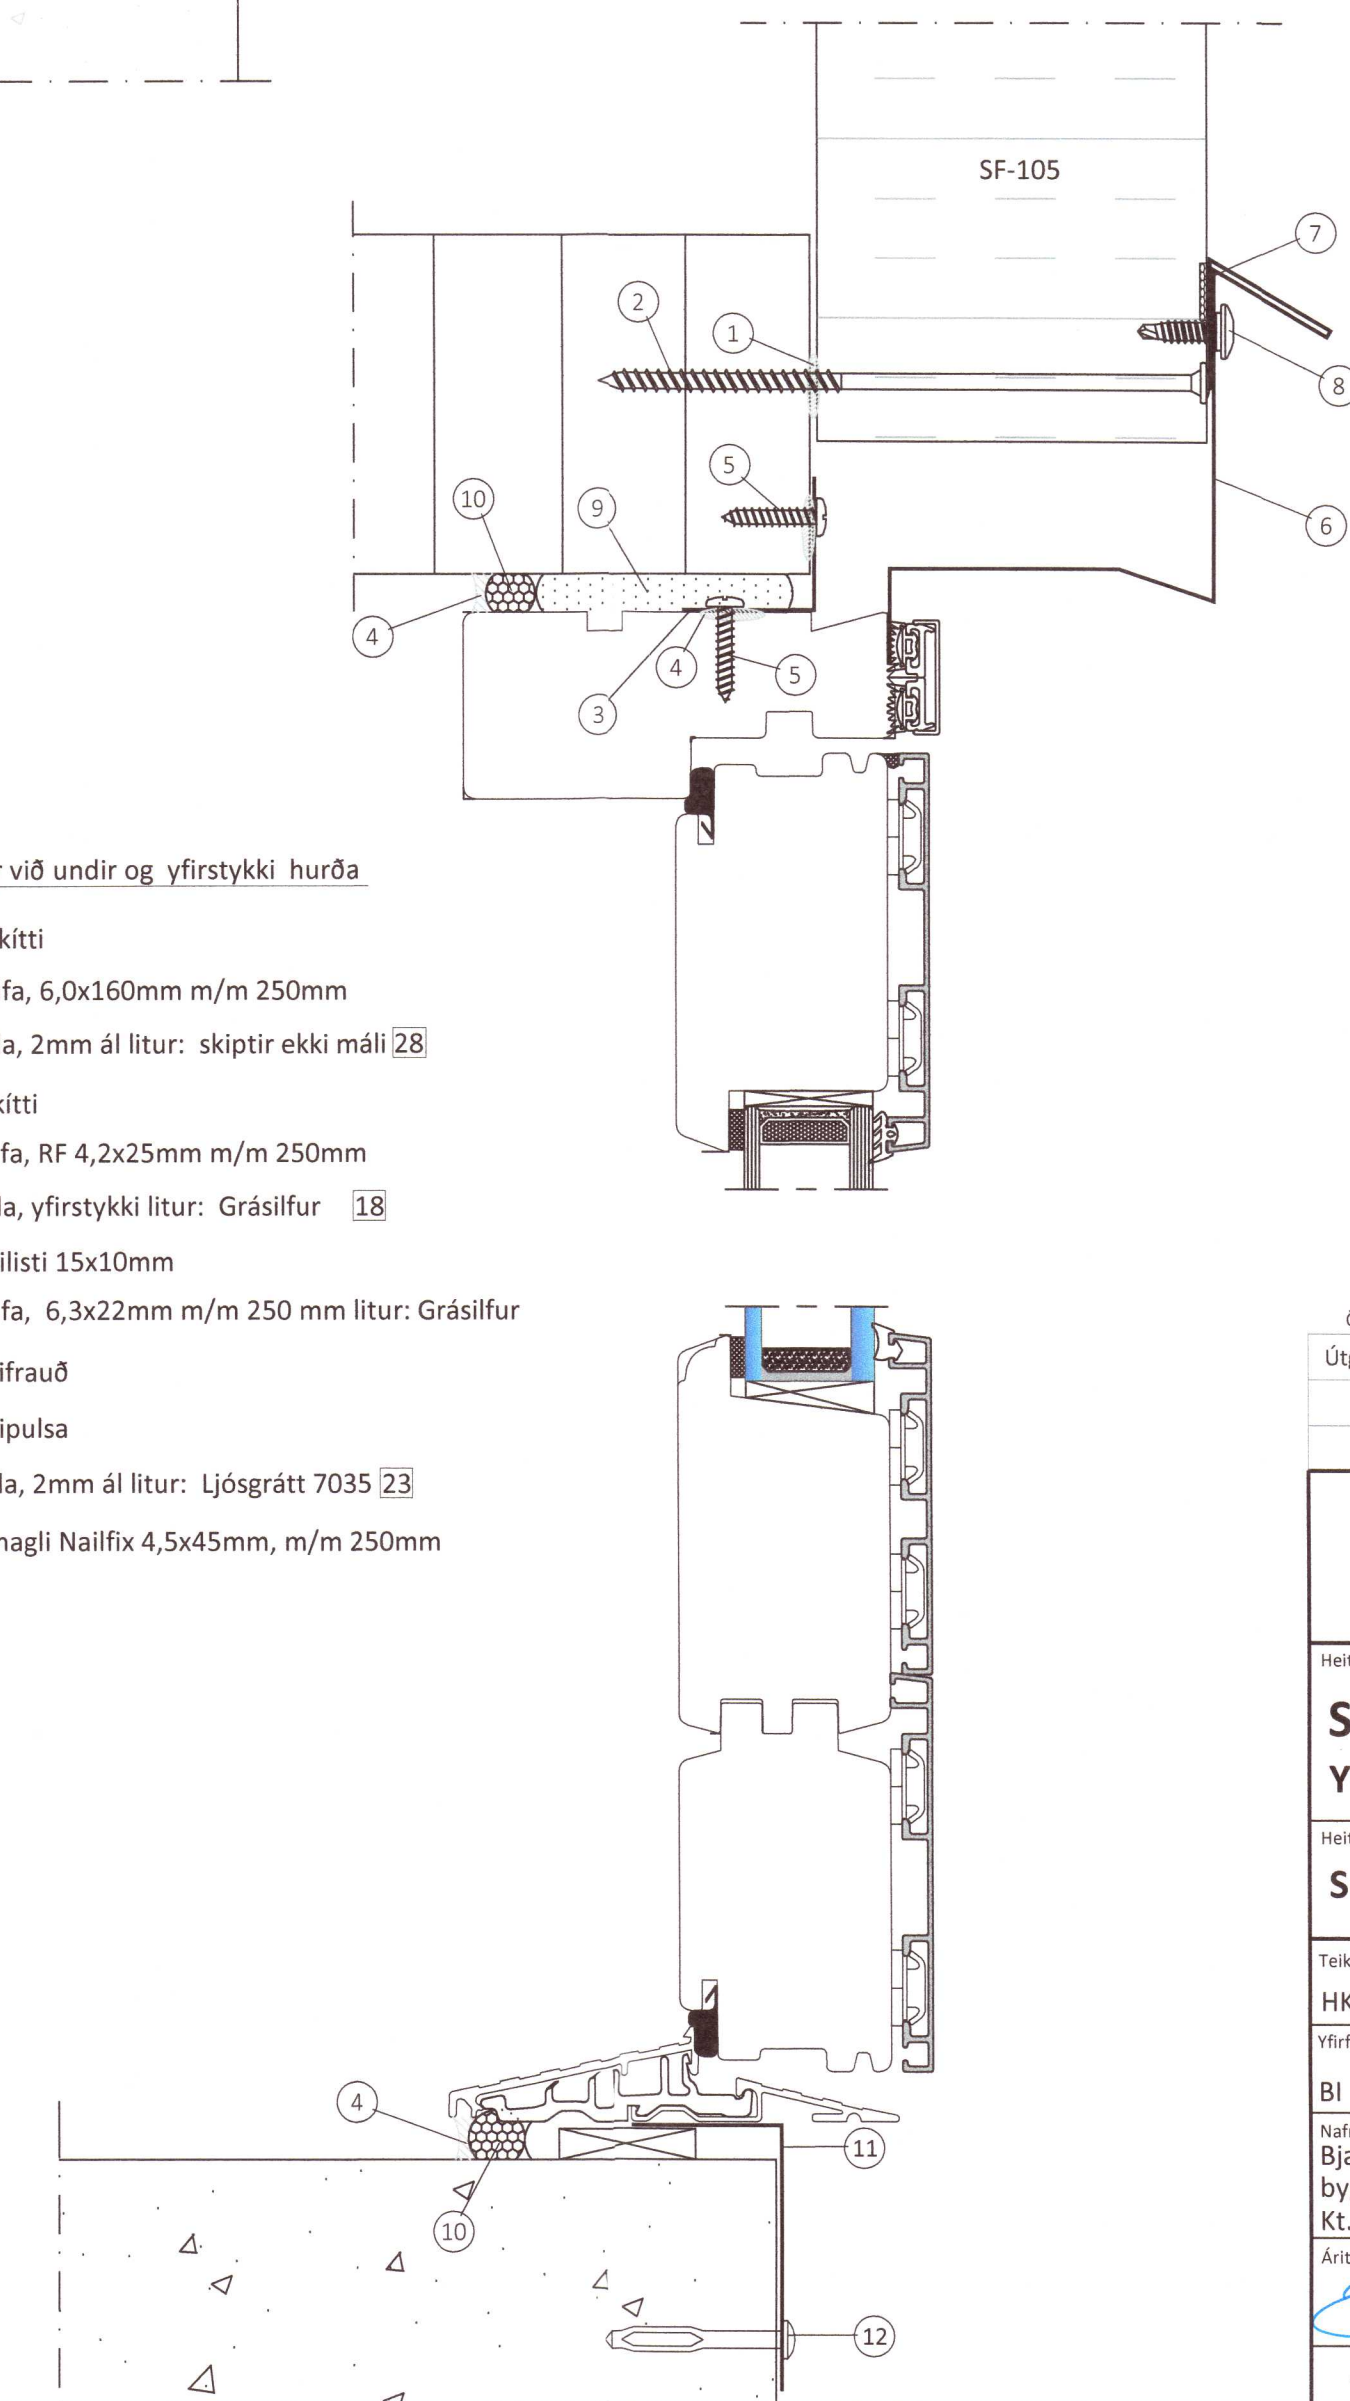 SF-105
7
2
1
8
5
10
9
6
4
4
5
3
við undir og yfirstykki hurða
kítti
fa, 6,0x160mm m/m 250mm
a, 2mm ál litur: skiptir ekki máli 28
kítti
fa, RF 4,2x25mm m/m 250mm
la, yfirstykki litur: Grásilfur 18
ilisti 15x10mm
fa, 6,3x22mm m/m 250 mm litur: Grásilfur
ifrauð
ipulsa
la, 2mm ál litur: Ljósgrátt 7035 23
nagli Nailfix 4,5x45mm, m/m 250mm
Útg
Heit
S
Y
Heit
S
Teik
HK
Yfirf
BI
Nafn
Bja
by
Kt.
Árit
4
11
10
12